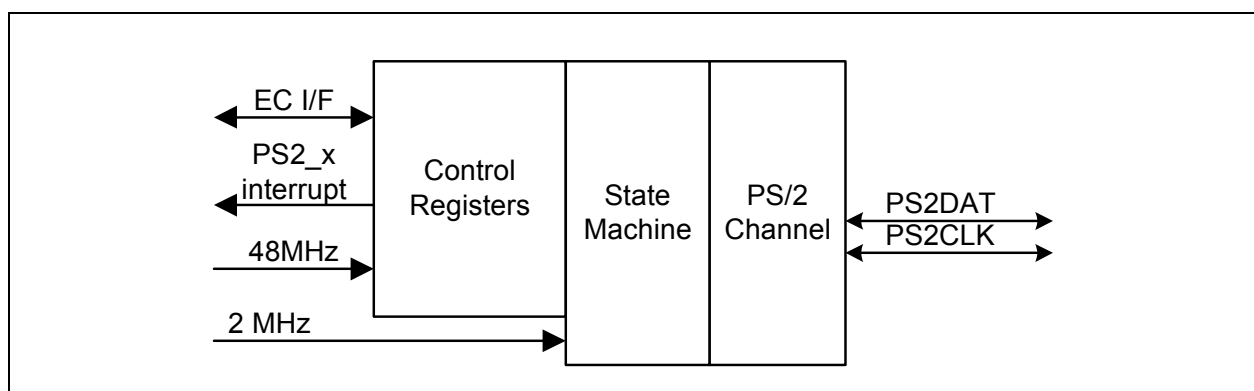 EC I/F
PS2_x
interrupt
48MHz
2 MHz
Control
Registers
State
Machine
PS/2
Channel
PS2DAT
PS2CLK